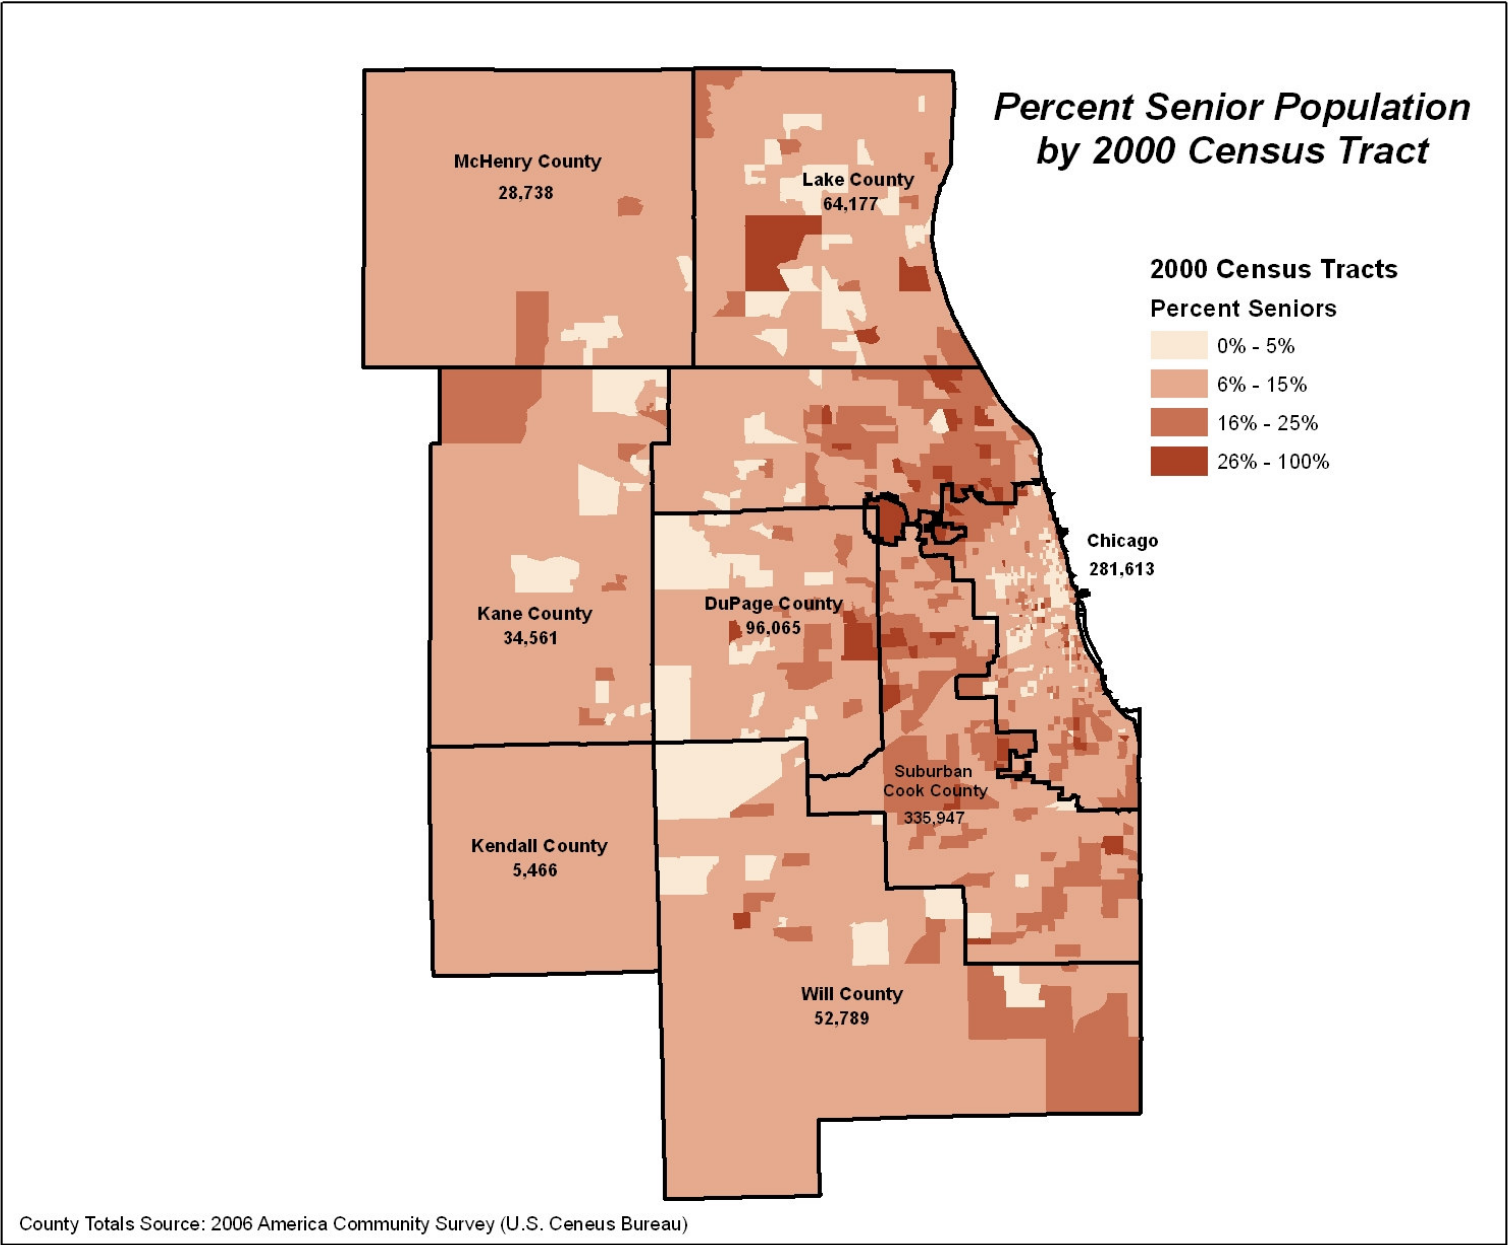 Percent Senior Population
by 2000 Census Tract
McHenry County
28,738
Lake County
64,177
2000 Census Tracts
Percent Seniors
0% - 5%
6% - 15%
16% - 25%
26% - 100%
Chicago
281,613
Kane County
34,561
DuPage County
96,065
Suburban
Cook County
335,947
Kendall County
5,466
Will County
52,789
County Totals Source: 2006 America Community Survey (U.S. Ceneus Bureau)